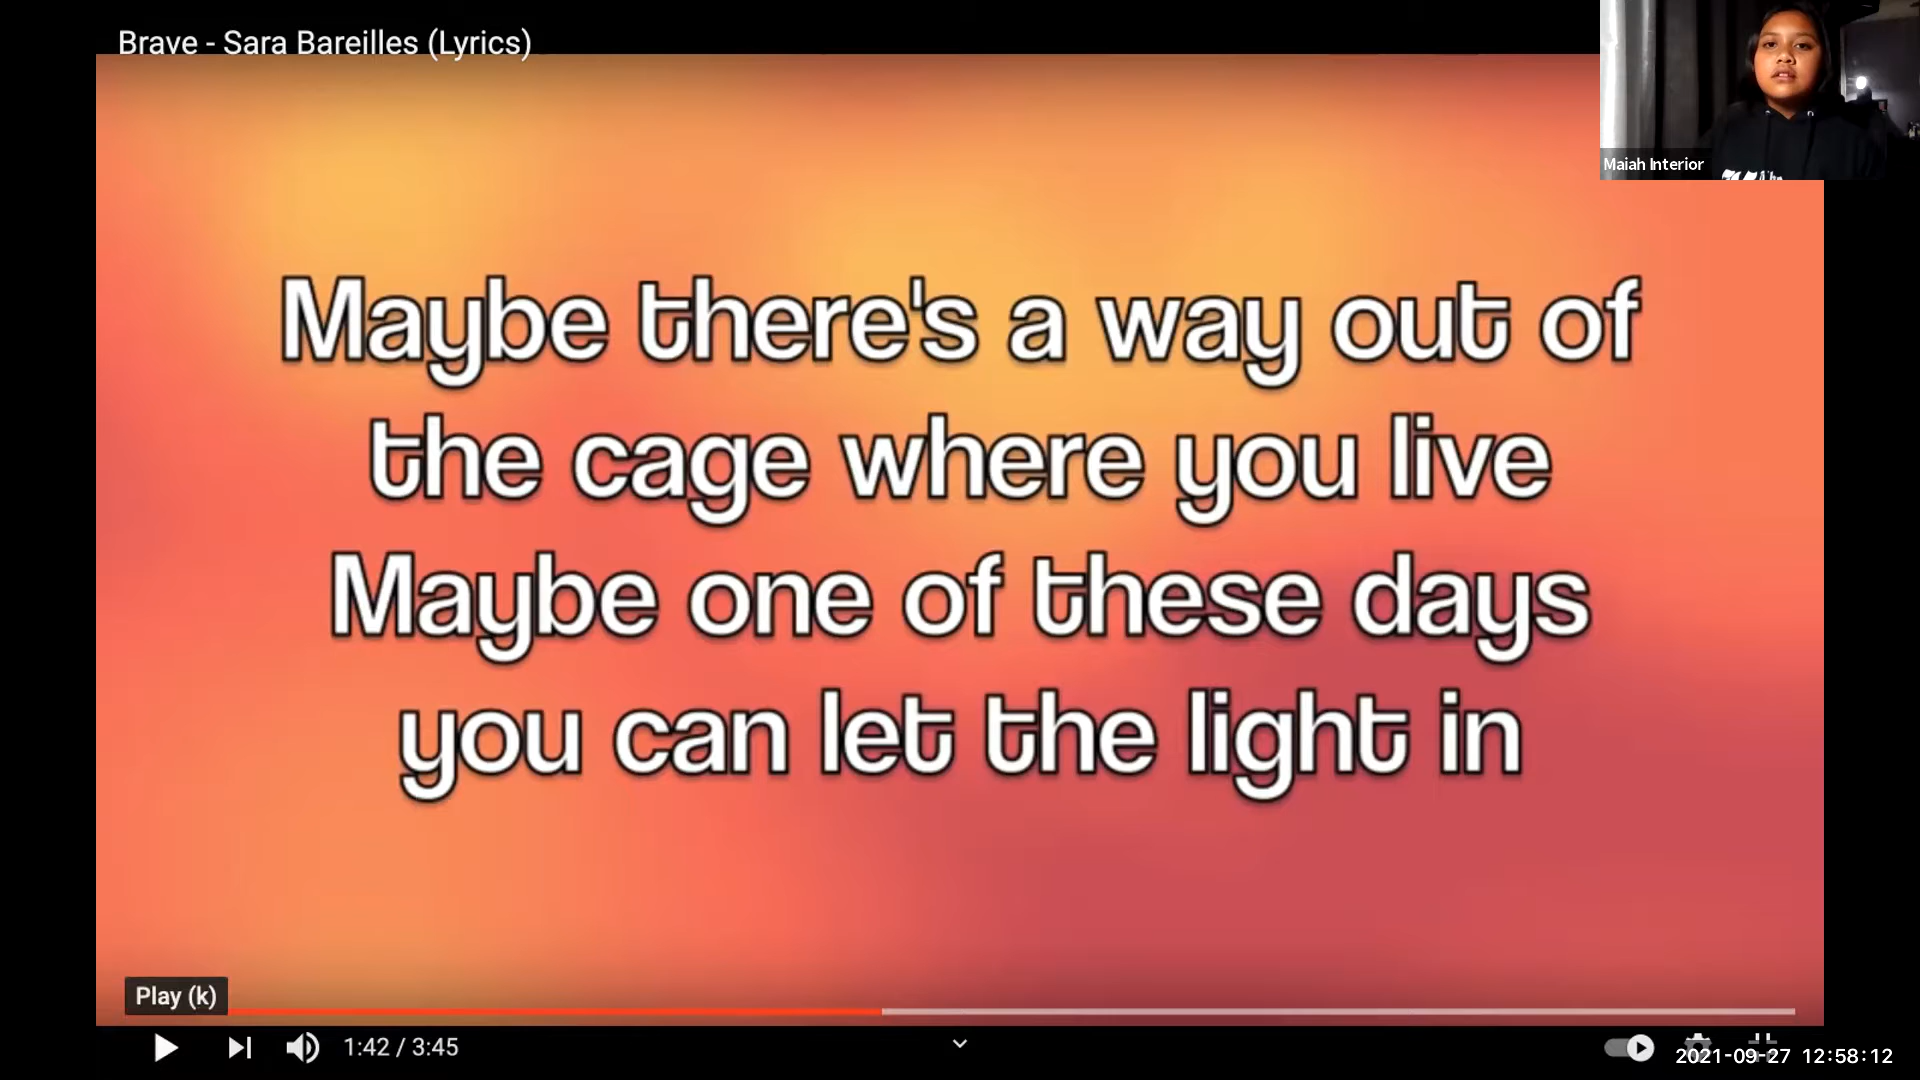 Brave - Sara Bareilles (Lyrics)
Maiah Interior
Maybe there's a way out of
the cage where you live
Maybe one of these days
you can let the light in
Play (k)
1:42 / 3:45
2021-09-27 12:58:12